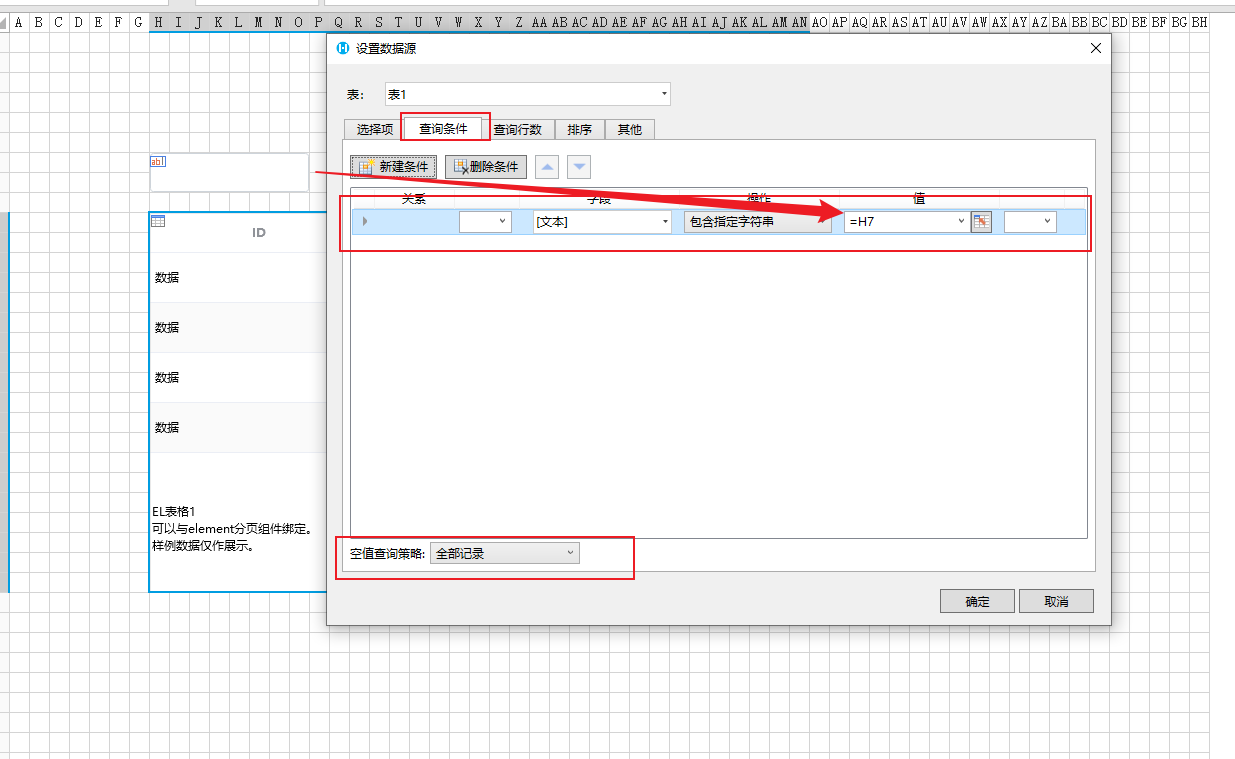 A B C D E F G H I J K L M N O P Q R S T U V W X Y Z AA AB AC AD AE AF AG AH AI AJ AK AL AM AN AO AP AQ AR AS AT AU AV AW AX AY AZ BA BB BC BD BE BF BG BH
设置数据源
表: 表1
选择项 查询条件 查询行数 排序 其他
ab
新建条件 删除条件
关系 字段 操作 值
[文本] 包含指定字符串 =H7
ID
数据
数据
数据
数据
EL表格1
可以与element分页组件绑定。
样例数据仅作展示。
空值查询策略: 全部记录
确定 取消